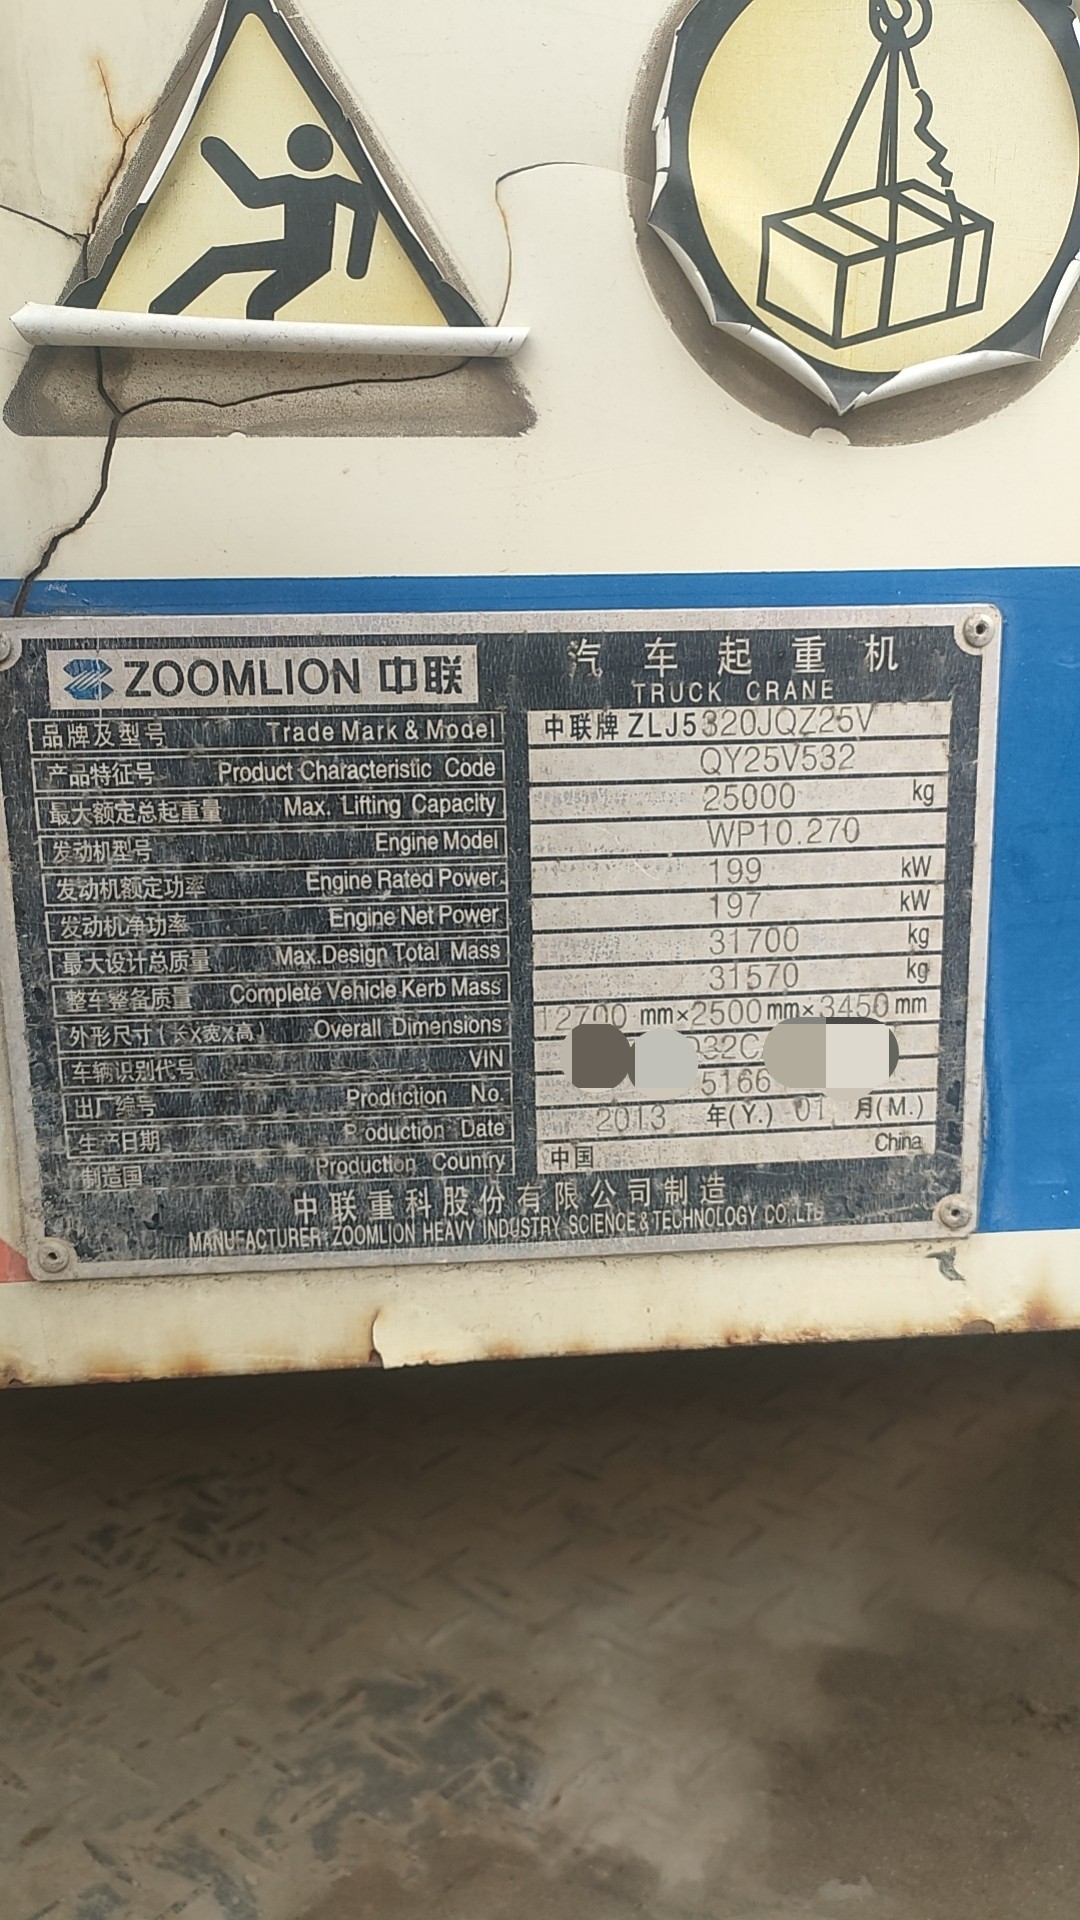 ZOOMLION 中联
汽车起重机
TRUCK CRANE
品牌及型号 Trade Mark & Model 中联牌 ZLJ5320JQZ25V
产品特征号 Product Characteristic Code QY25V532
最大额定总起重量 Max. Lifting Capacity 25000 kg
发动机型号 Engine Model WP10.270
发动机额定功率 Engine Rated Power 199 kW
发动机净功率 Engine Net Power 197 kW
最大设计总质量 Max.Design Total Mass 31700 kg
整车整备质量 Complete Vehicle Kerb Mass 31570 kg
外形尺寸(长X宽X高) Overall Dimensions 12700 mm×2500mm×3450mm
车辆识别代号 VIN 32C
出厂编号 Production No. 5166
生产日期 Production Date 2013 年(Y.) 01 月(M.)
制造国 Production Country 中国 China
中联重科股份有限公司制造
MANUFACTURER:ZOOMLION HEAVY INDUSTRY SCIENCE&TECHNOLOGY CO.,LTD